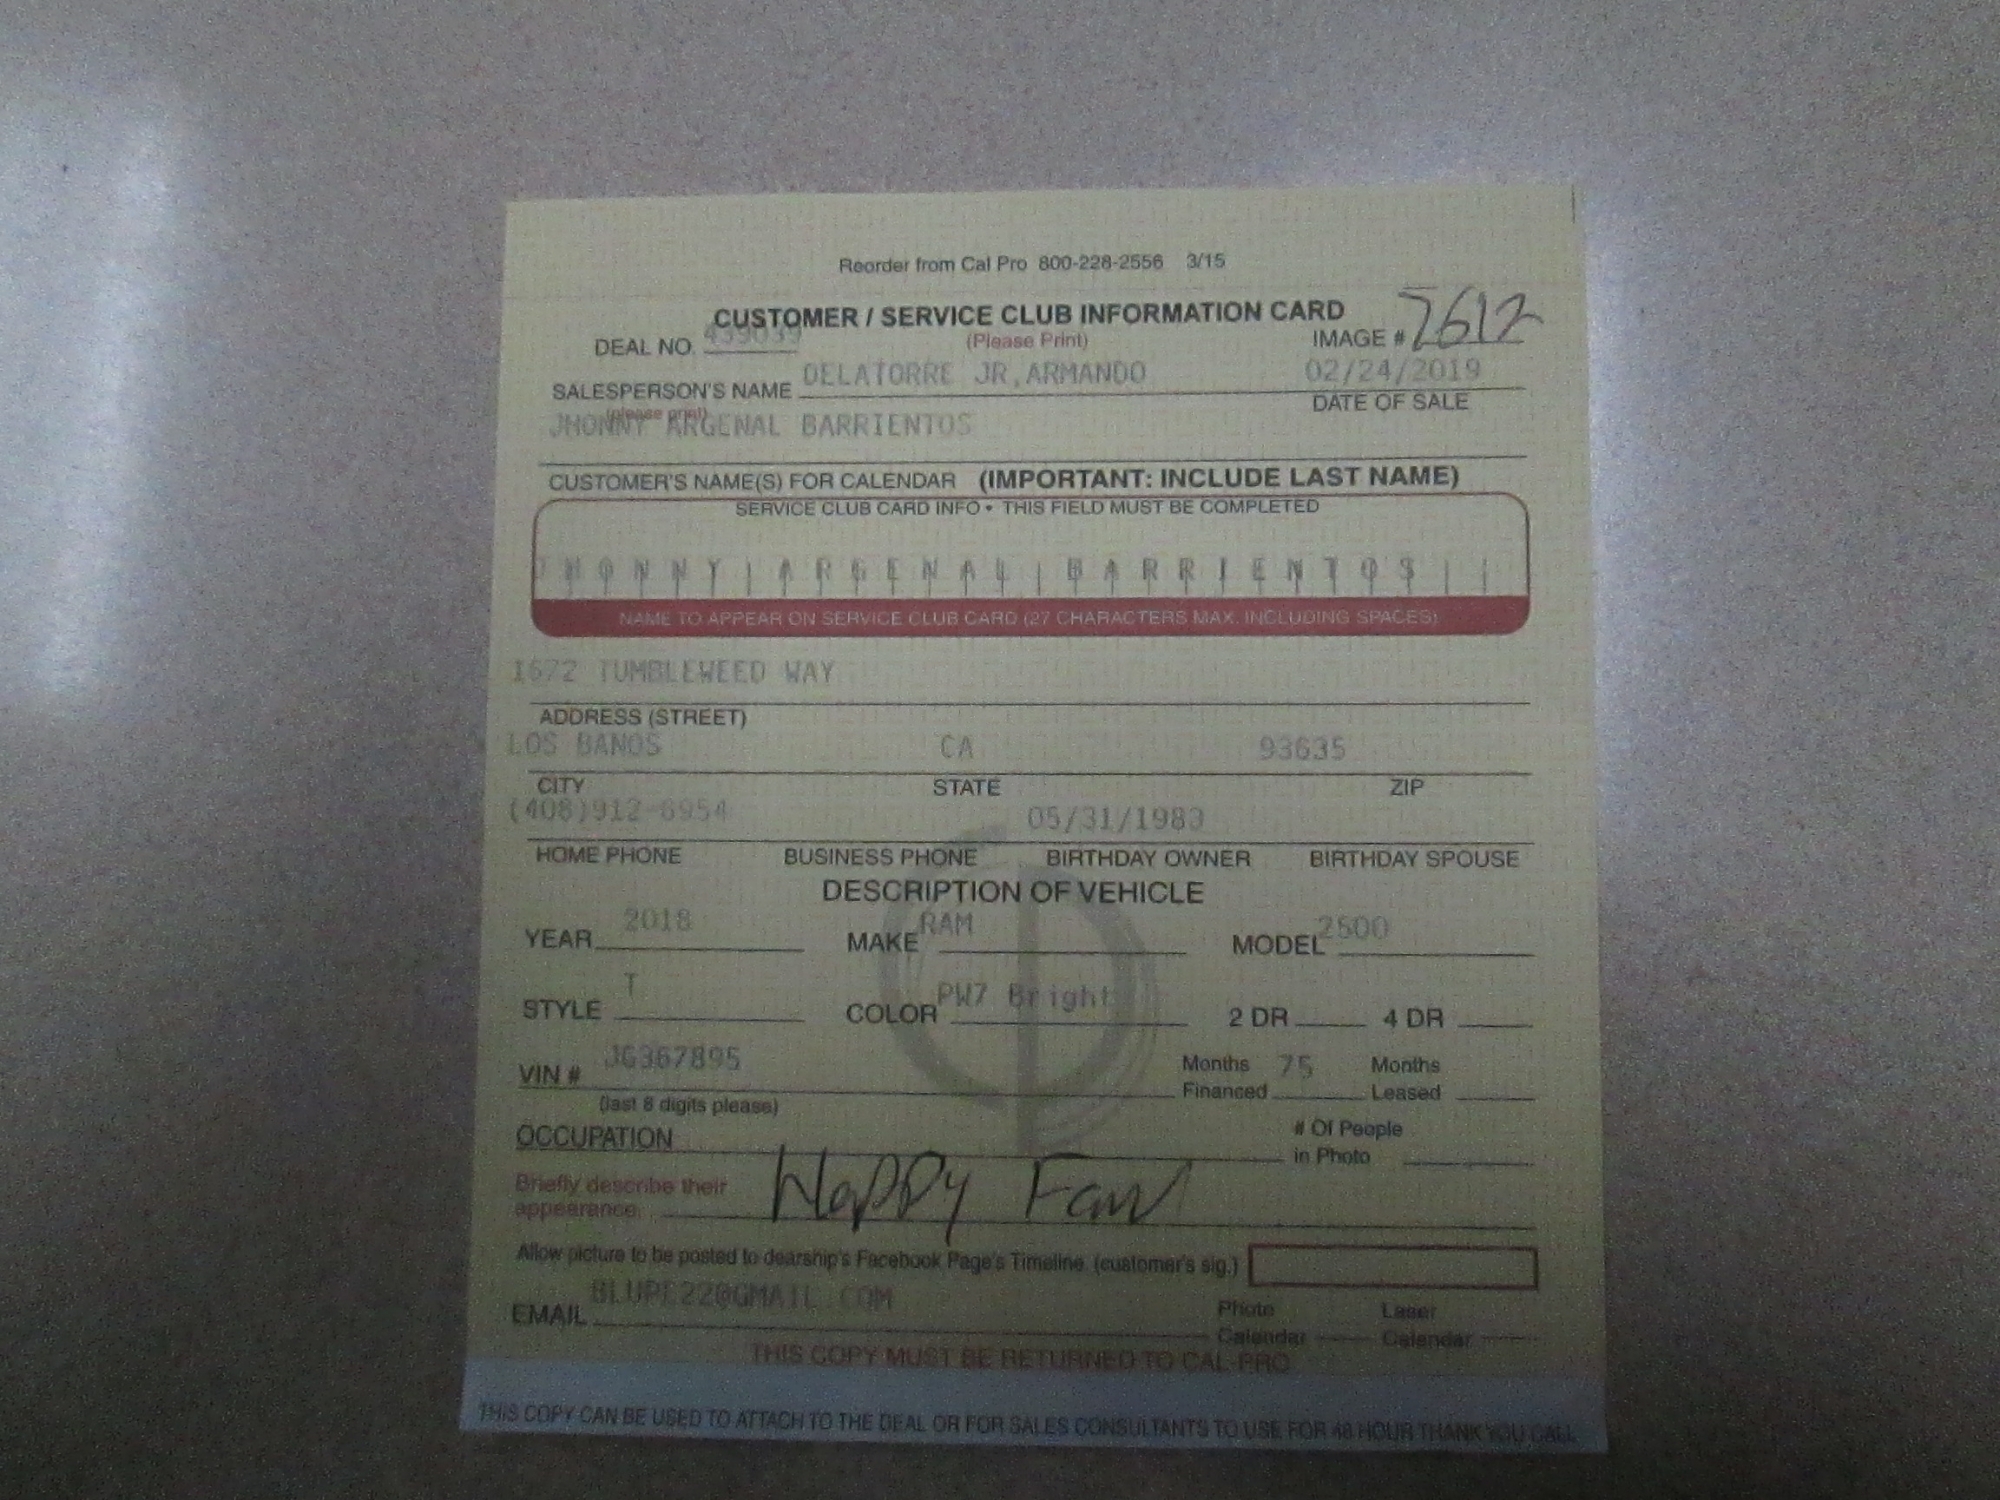 Reorder from Cal Pro 800-228-2556 3/15
CUSTOMER / SERVICE CLUB INFORMATION CARD
DEAL NO. 439039 (Please Print) IMAGE # 7612
SALESPERSON'S NAME DELATORRE JR,ARMANDO 02/24/2019
(please print) DATE OF SALE
JHONNY ARGENAL BARRIENTOS
CUSTOMER'S NAME(S) FOR CALENDAR (IMPORTANT: INCLUDE LAST NAME)
SERVICE CLUB CARD INFO • THIS FIELD MUST BE COMPLETED
JHONNY ARGENAL BARRIENTOS
NAME TO APPEAR ON SERVICE CLUB CARD (27 CHARACTERS MAX. INCLUDING SPACES)
1672 TUMBLEWEED WAY
ADDRESS (STREET)
LOS BANOS CA 93635
CITY STATE ZIP
(408)912-6954 05/31/1983
HOME PHONE BUSINESS PHONE BIRTHDAY OWNER BIRTHDAY SPOUSE
DESCRIPTION OF VEHICLE
YEAR 2018 MAKE RAM MODEL 2500
STYLE T COLOR PW7 Bright 2 DR 4 DR
VIN # JG367895 Months Financed 75 Months Leased
(last 8 digits please)
OCCUPATION # Of People in Photo
Briefly describe their appearance. Happy
Allow picture to be posted to dearship's Facebook Page's Timeline. (customer's sig.)
EMAIL BLUPE22@GMAIL.COM Photo Calendar Laser Calendar
THIS COPY MUST BE RETURNED TO CAL-PRO
THIS COPY CAN BE USED TO ATTACH TO THE DEAL OR FOR SALES CONSULTANTS TO USE FOR 48 HOUR THANK YOU CALL